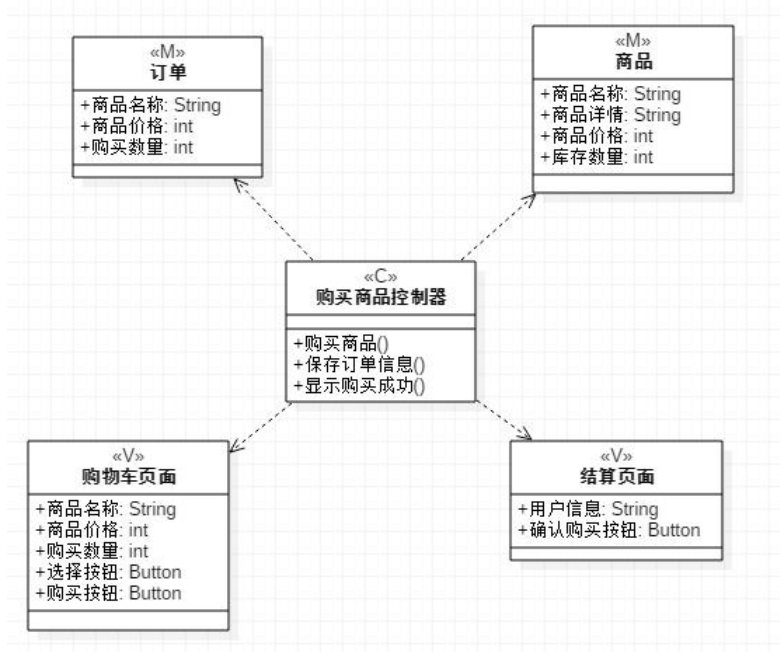 «M»
订单
+商品名称: String
+商品价格: int
+购买数量: int
«M»
商品
+商品名称: String
+商品详情: String
+商品价格: int
+库存数量: int
«C»
购买商品控制器
+购买商品()
+保存订单信息()
+显示购买成功()
«V»
购物车页面
+商品名称: String
+商品价格: int
+购买数量: int
+选择按钮: Button
+购买按钮: Button
«V»
结算页面
+用户信息: String
+确认购买按钮: Button